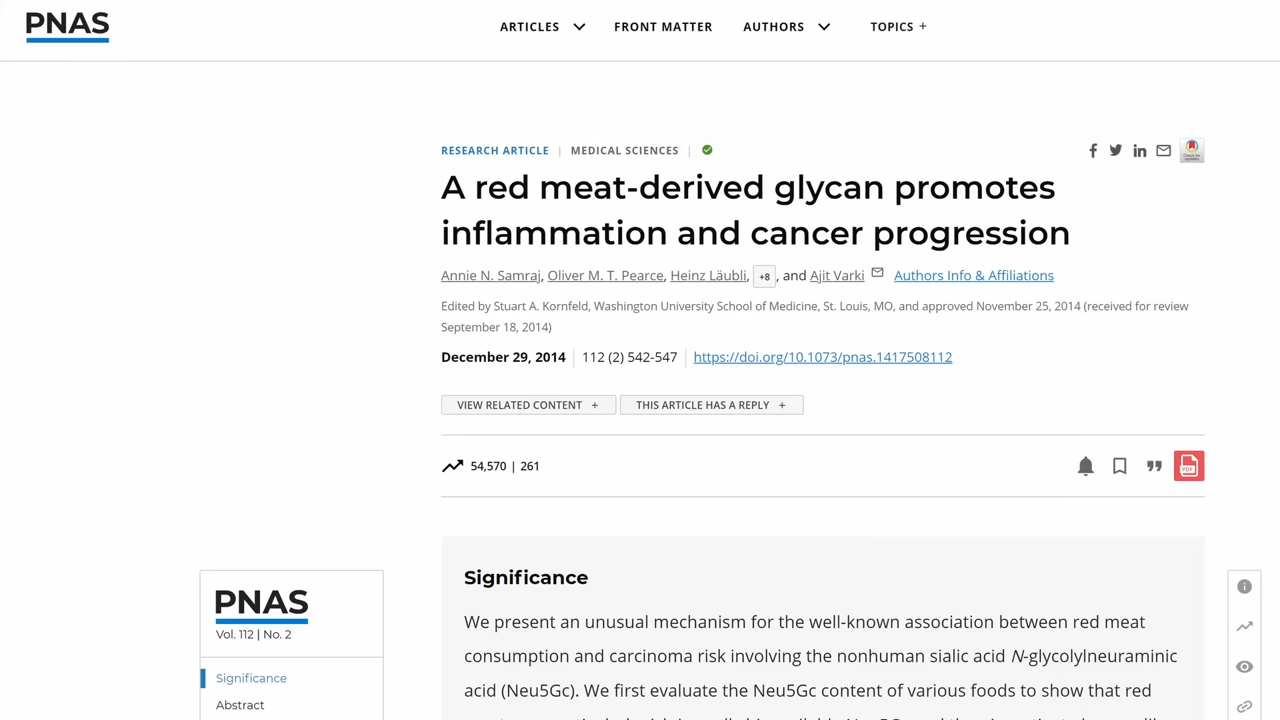 PNAS
ARTICLES FRONT MATTER AUTHORS TOPICS +
RESEARCH ARTICLE | MEDICAL SCIENCES |
A red meat-derived glycan promotes
inflammation and cancer progression
Annie N. Samraj, Oliver M. T. Pearce, Heinz Läubli, +8, and Ajit Varki Authors Info & Affiliations
Edited by Stuart A. Kornfeld, Washington University School of Medicine, St. Louis, MO, and approved November 25, 2014 (received for review
September 18, 2014)
December 29, 2014 112 (2) 542-547 https://doi.org/10.1073/pnas.1417508112
VIEW RELATED CONTENT + THIS ARTICLE HAS A REPLY +
54,570 | 261
PDF
Significance
We present an unusual mechanism for the well-known association between red meat
consumption and carcinoma risk involving the nonhuman sialic acid N-glycolylneuraminic
acid (Neu5Gc). We first evaluate the Neu5Gc content of various foods to show that red
PNAS
Vol. 112 | No. 2
Significance
Abstract